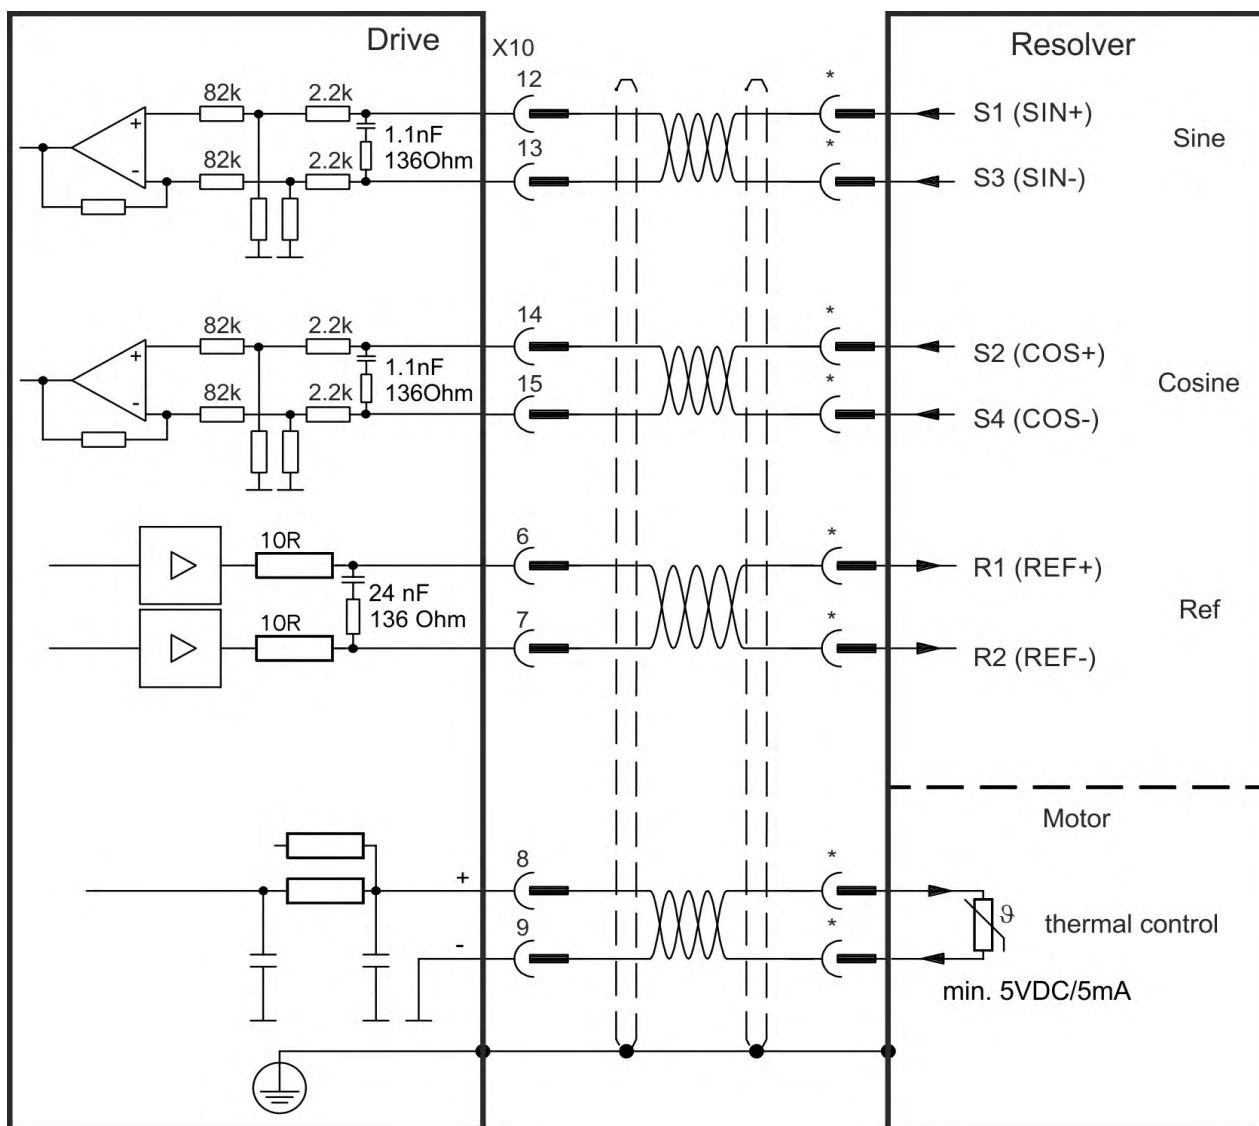 Drive
X10
Resolver
12
*
82k
2.2k
S1 (SIN+)
+
1.1nF
Sine
13
*
82k
2.2k
136Ohm
-
S3 (SIN-)
14
*
82k
2.2k
S2 (COS+)
+
1.1nF
Cosine
15
*
82k
2.2k
136Ohm
-
S4 (COS-)
6
*
10R
R1 (REF+)
24 nF
Ref
136 Ohm
7
*
10R
R2 (REF-)
Motor
8
*
+
ϑ
thermal control
9
*
-
min. 5VDC/5mA